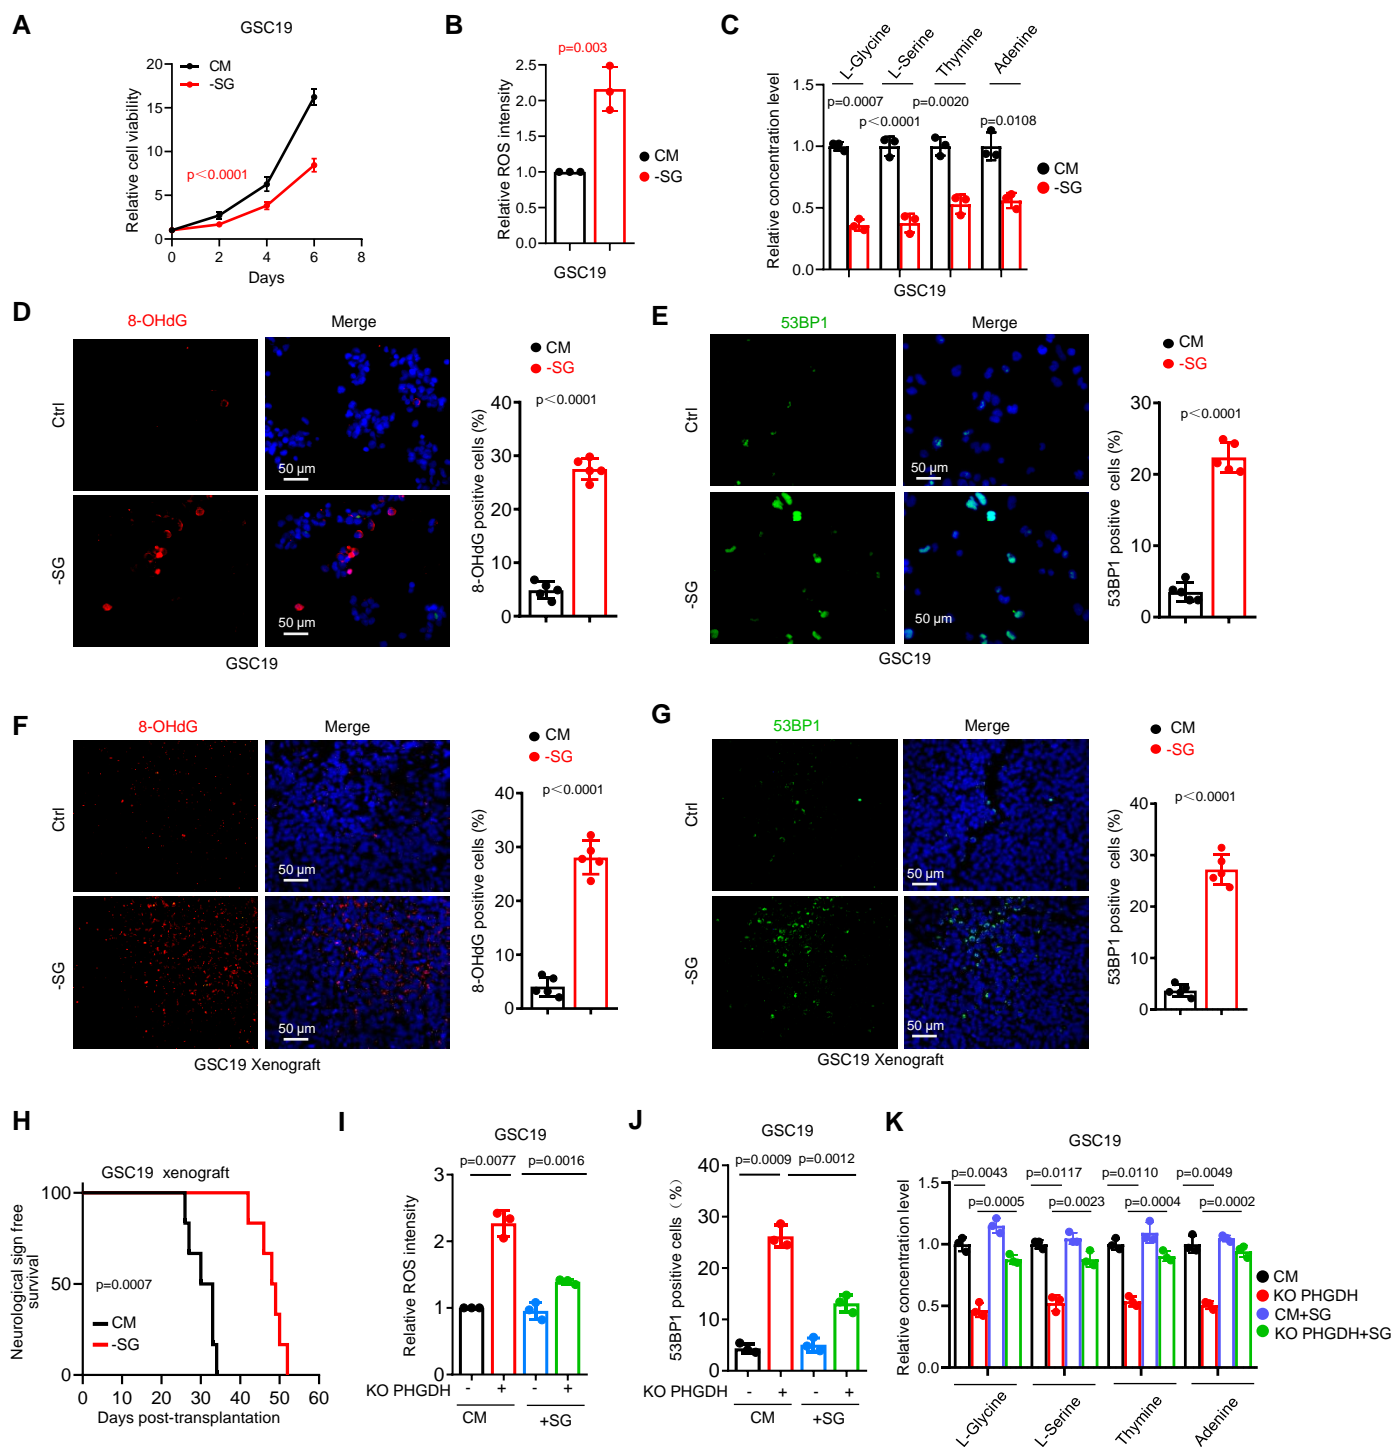 A
GSC19
CM
-SG
p<0.0001
Relative cell viability
20
15
10
5
0
0 2 4 6 8
Days
B
p=0.003
Relative ROS intensity
2.5
2.0
1.5
1.0
0.5
0.0
CM
-SG
GSC19
C
L-Glycine L-Serine Thymine Adenine
p=0.0007 p=0.0020
p<0.0001 p=0.0108
Relative concentration level
1.5
1.0
0.5
0.0
CM
-SG
GSC19
D
8-OHdG Merge
Ctrl
50 μm
-SG
50 μm
GSC19
CM
-SG
p<0.0001
8-OHdG positive cells (%)
40
30
20
10
0
E
53BP1 Merge
Ctrl
50 μm
-SG
50 μm
GSC19
CM
-SG
p<0.0001
53BP1 positive cells (%)
30
20
10
0
F
8-OHdG Merge
Ctrl
50 μm
-SG
50 μm
GSC19 Xenograft
CM
-SG
p<0.0001
8-OHdG positive cells (%)
40
30
20
10
0
G
53BP1 Merge
Ctrl
50 μm
-SG
50 μm
GSC19 Xenograft
CM
-SG
p<0.0001
53BP1 positive cells (%)
40
30
20
10
0
H
GSC19 xenograft
Neurological sign free
survival
100
50
0
p=0.0007
CM
-SG
0 10 20 30 40 50 60
Days post-transplantation
I
GSC19
p=0.0077 p=0.0016
Relative ROS intensity
3
2
1
0
KO PHGDH - + - +
CM +SG
J
GSC19
p=0.0009 p=0.0012
53BP1 positive cells (%)
40
30
20
10
0
KO PHGDH - + - +
CM +SG
K
GSC19
p=0.0043 p=0.0117 p=0.0110 p=0.0049
p=0.0005 p=0.0023 p=0.0004 p=0.0002
Relative concentration level
1.5
1.0
0.5
0.0
CM
KO PHGDH
CM+SG
KO PHGDH+SG
L-Glycine L-Serine Thymine Adenine